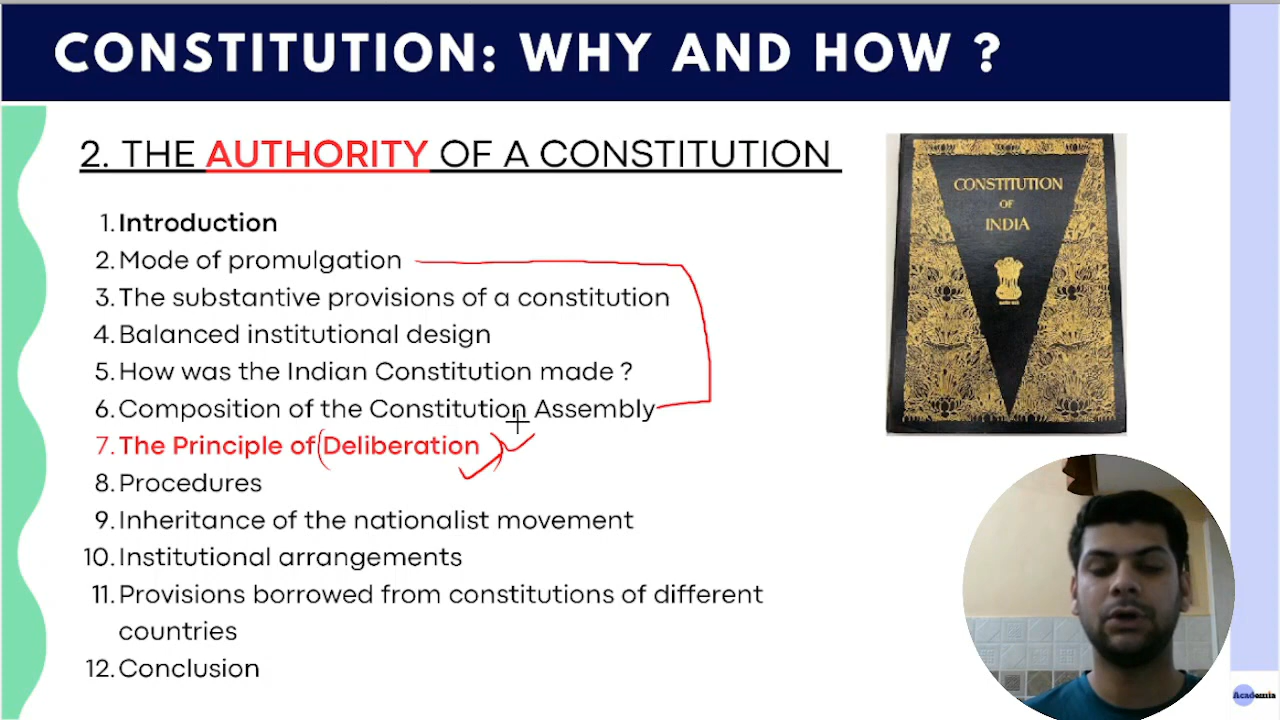 CONSTITUTION: WHY AND HOW ?
2. THE AUTHORITY OF A CONSTITUTION
1. Introduction
2. Mode of promulgation
3. The substantive provisions of a constitution
4. Balanced institutional design
5. How was the Indian Constitution made ?
6. Composition of the Constitution Assembly
7. The Principle of Deliberation
8. Procedures
9. Inheritance of the nationalist movement
10. Institutional arrangements
11. Provisions borrowed from constitutions of different
countries
12. Conclusion
CONSTITUTION
OF
INDIA
Academia